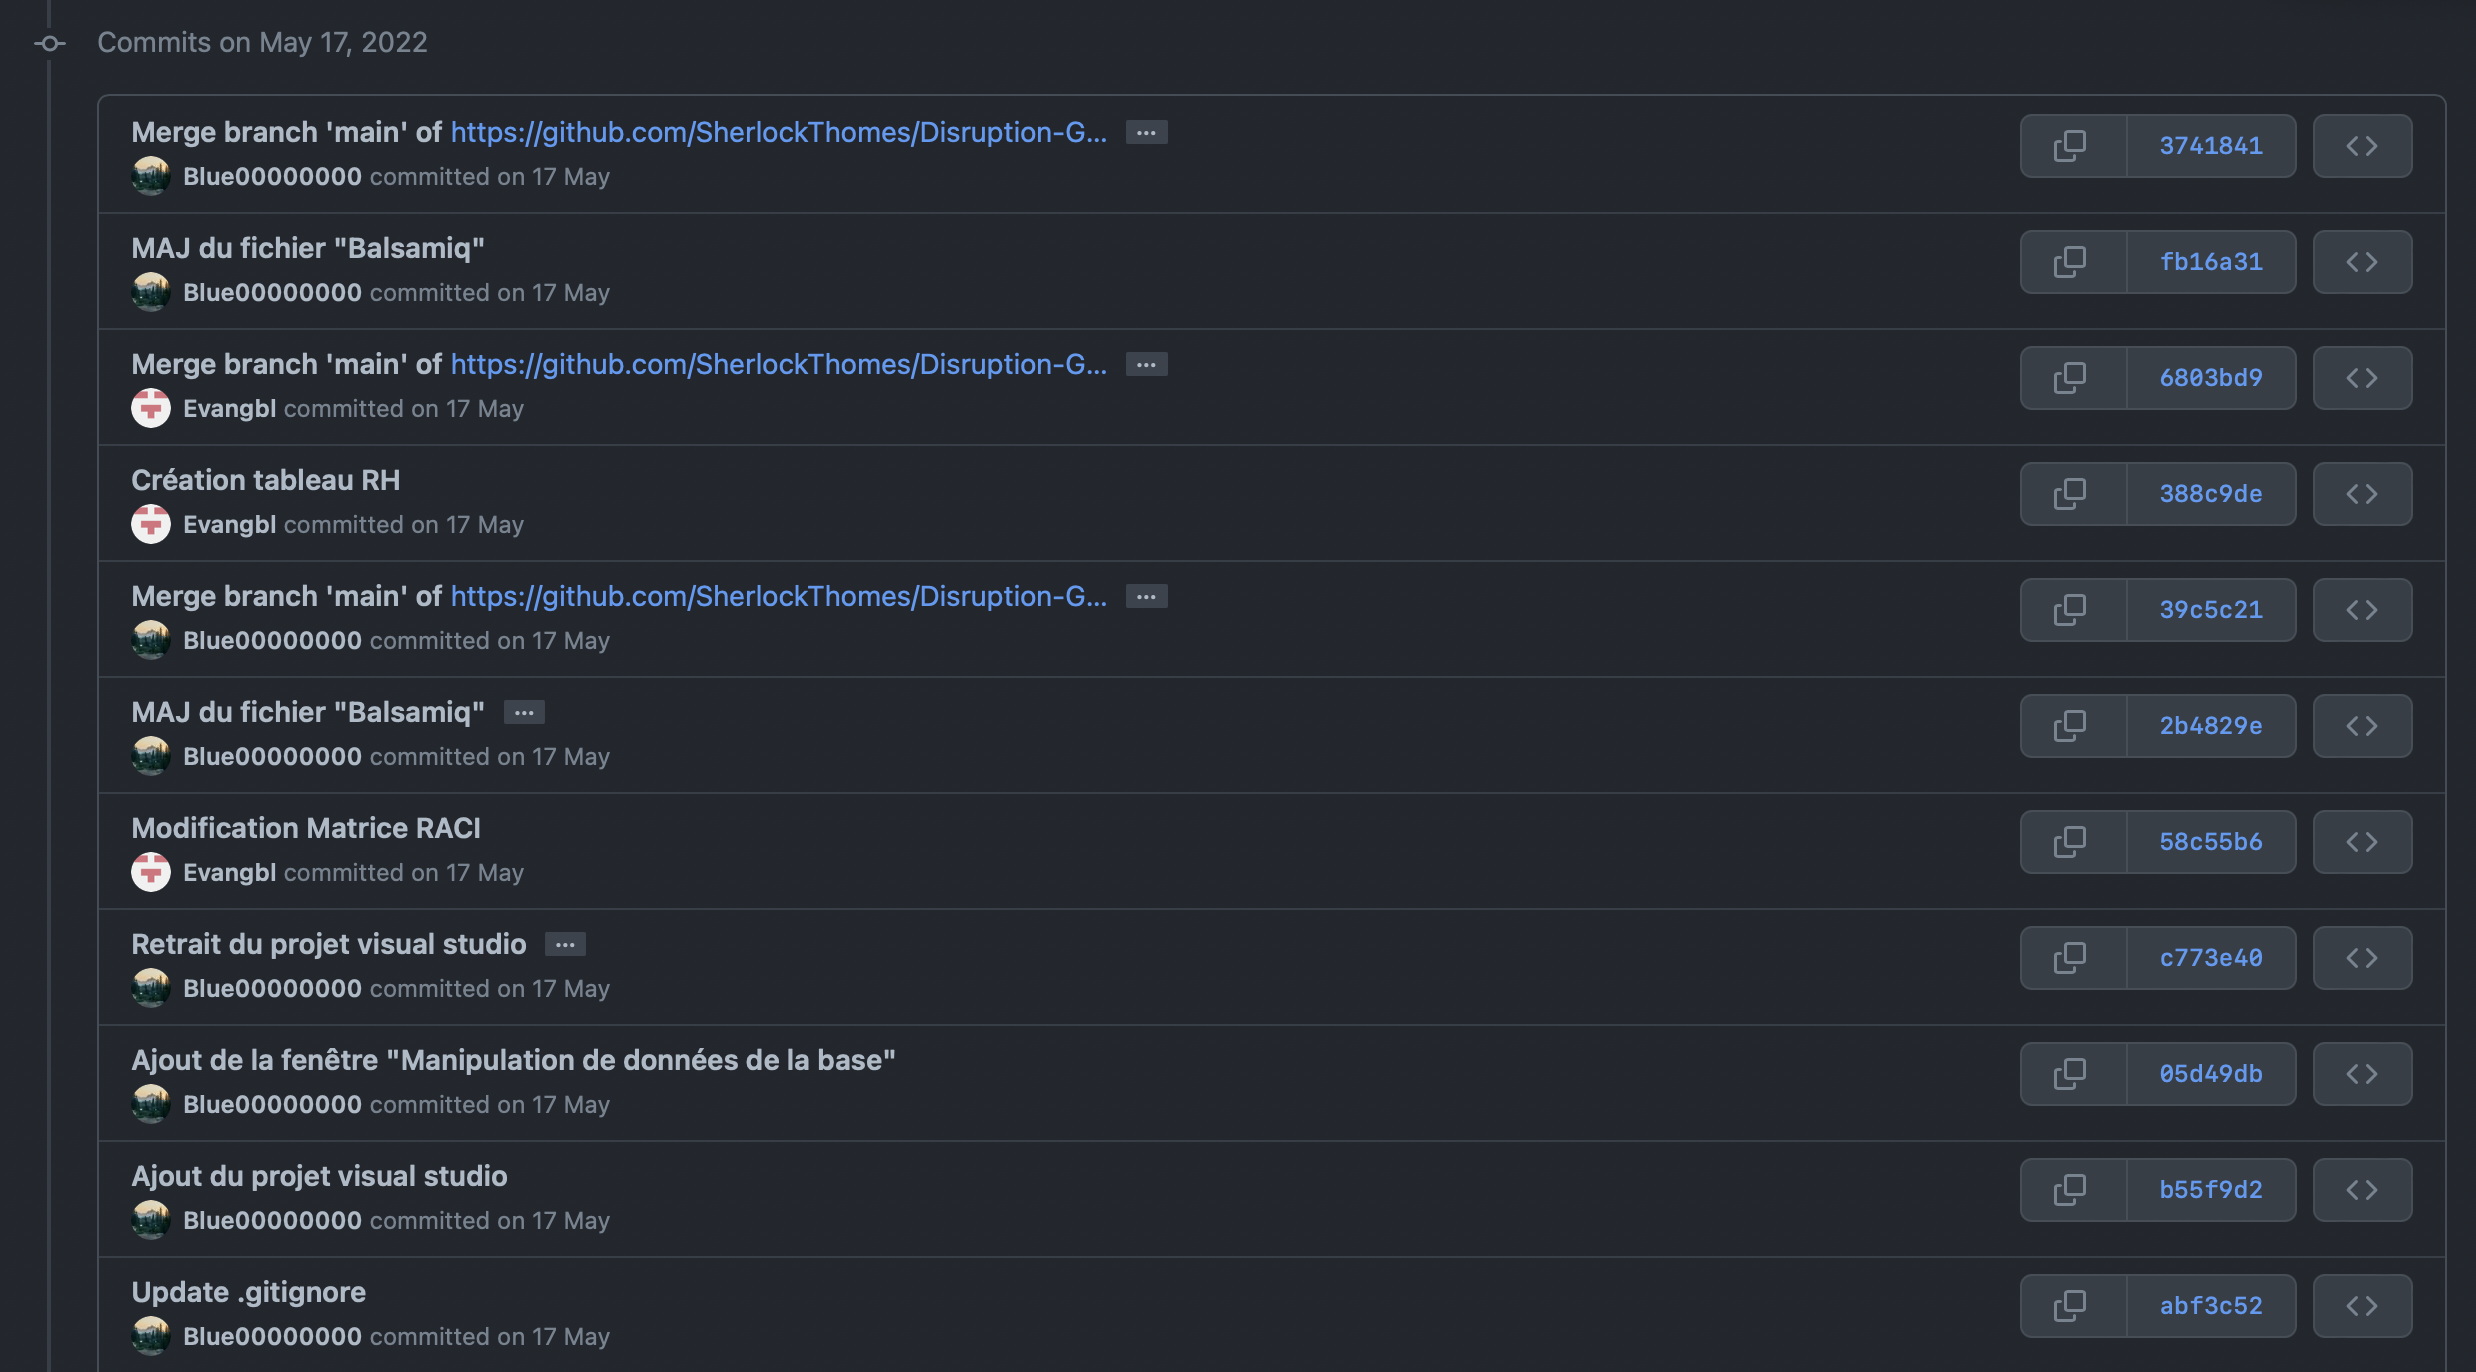 Commits on May 17, 2022
Merge branch 'main' of https://github.com/SherlockThomes/Disruption-G... ...
3741841
Blue00000000 committed on 17 May
MAJ du fichier "Balsamiq"
fb16a31
Blue00000000 committed on 17 May
Merge branch 'main' of https://github.com/SherlockThomes/Disruption-G... ...
6803bd9
Evangbl committed on 17 May
Création tableau RH
388c9de
Evangbl committed on 17 May
Merge branch 'main' of https://github.com/SherlockThomes/Disruption-G... ...
39c5c21
Blue00000000 committed on 17 May
MAJ du fichier "Balsamiq" ...
2b4829e
Blue00000000 committed on 17 May
Modification Matrice RACI
58c55b6
Evangbl committed on 17 May
Retrait du projet visual studio ...
c773e40
Blue00000000 committed on 17 May
Ajout de la fenêtre "Manipulation de données de la base"
05d49db
Blue00000000 committed on 17 May
Ajout du projet visual studio
b55f9d2
Blue00000000 committed on 17 May
Update .gitignore
abf3c52
Blue00000000 committed on 17 May